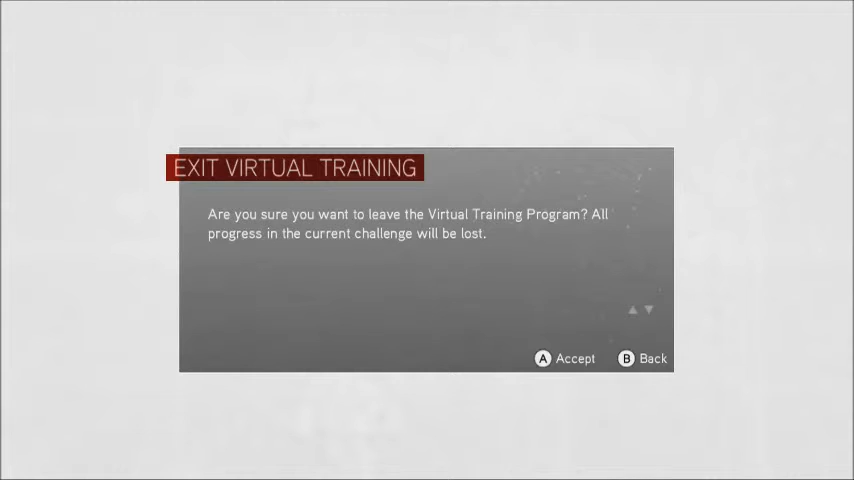 EXIT VIRTUAL TRAINING
Are you sure you want to leave the Virtual Training Program? All
progress in the current challenge will be lost.
A Accept B Back